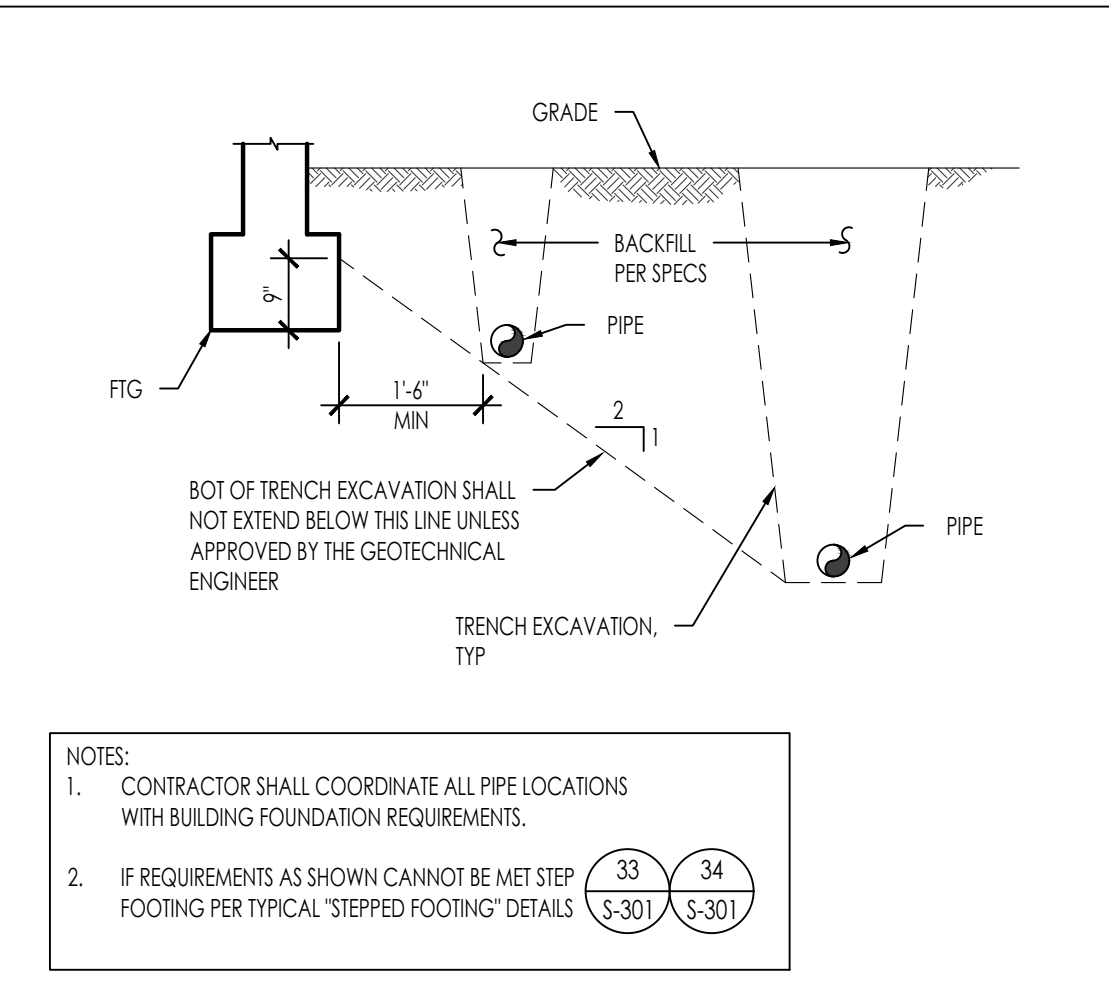 GRADE
BACKFILL
PER SPECS
9"
PIPE
FTG
1'-6"
MIN
2
1
BOT OF TRENCH EXCAVATION SHALL
NOT EXTEND BELOW THIS LINE UNLESS
APPROVED BY THE GEOTECHNICAL
ENGINEER
PIPE
TRENCH EXCAVATION,
TYP
NOTES:
1. CONTRACTOR SHALL COORDINATE ALL PIPE LOCATIONS
WITH BUILDING FOUNDATION REQUIREMENTS.
2. IF REQUIREMENTS AS SHOWN CANNOT BE MET STEP
FOOTING PER TYPICAL "STEPPED FOOTING" DETAILS
33
S-301
34
S-301